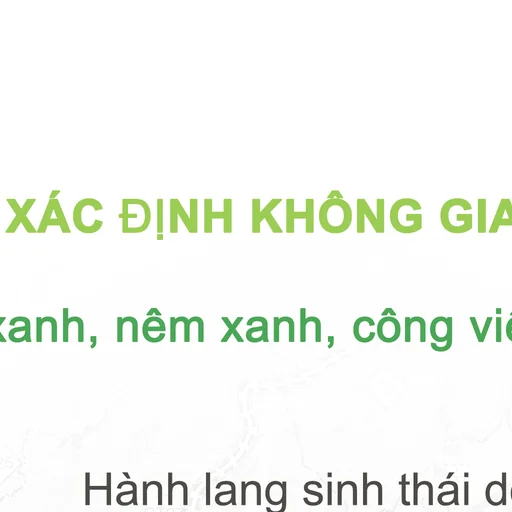 XÁC ĐỊNH KHÔNG GIA
xanh, nêm xanh, công viê
Hành lang sinh thái d